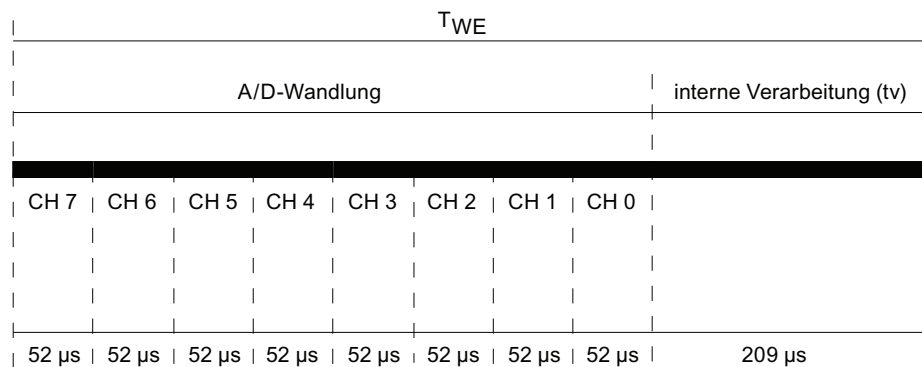 TWE
A/D-Wandlung interne Verarbeitung (tv)
CH 7 CH 6 CH 5 CH 4 CH 3 CH 2 CH 1 CH 0
52 µs 52 µs 52 µs 52 µs 52 µs 52 µs 52 µs 52 µs 209 µs